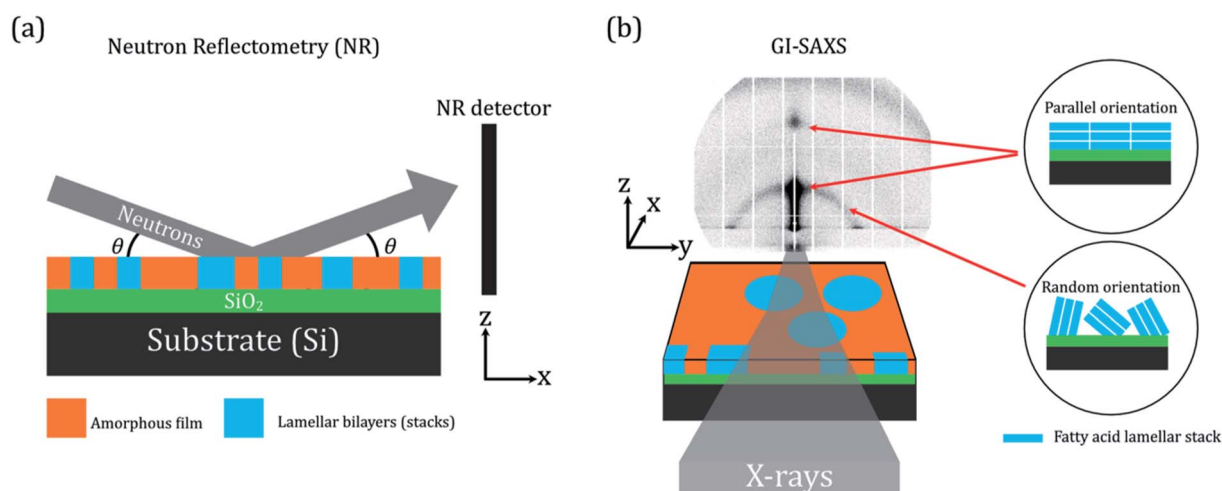 (a)
Neutron Reflectometry (NR)
NR detector
Neutrons
θ
θ
SiO₂
Substrate (Si)
z
x
Amorphous film
Lamellar bilayers (stacks)
(b)
GI-SAXS
Parallel orientation
z
x
y
Random orientation
Fatty acid lamellar stack
X-rays